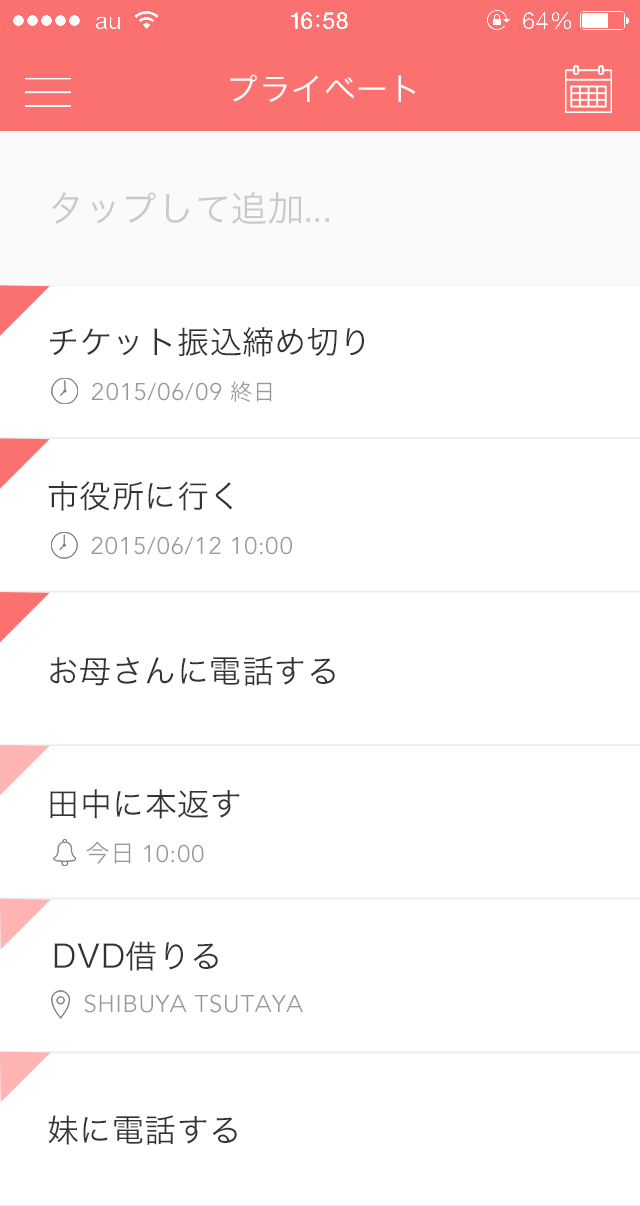 au 16:58 64%
プライベート
タップして追加...
チケット振込締め切り
2015/06/09 終日
市役所に行く
2015/06/12 10:00
お母さんに電話する
田中に本返す
今日 10:00
DVD借りる
SHIBUYA TSUTAYA
妹に電話する